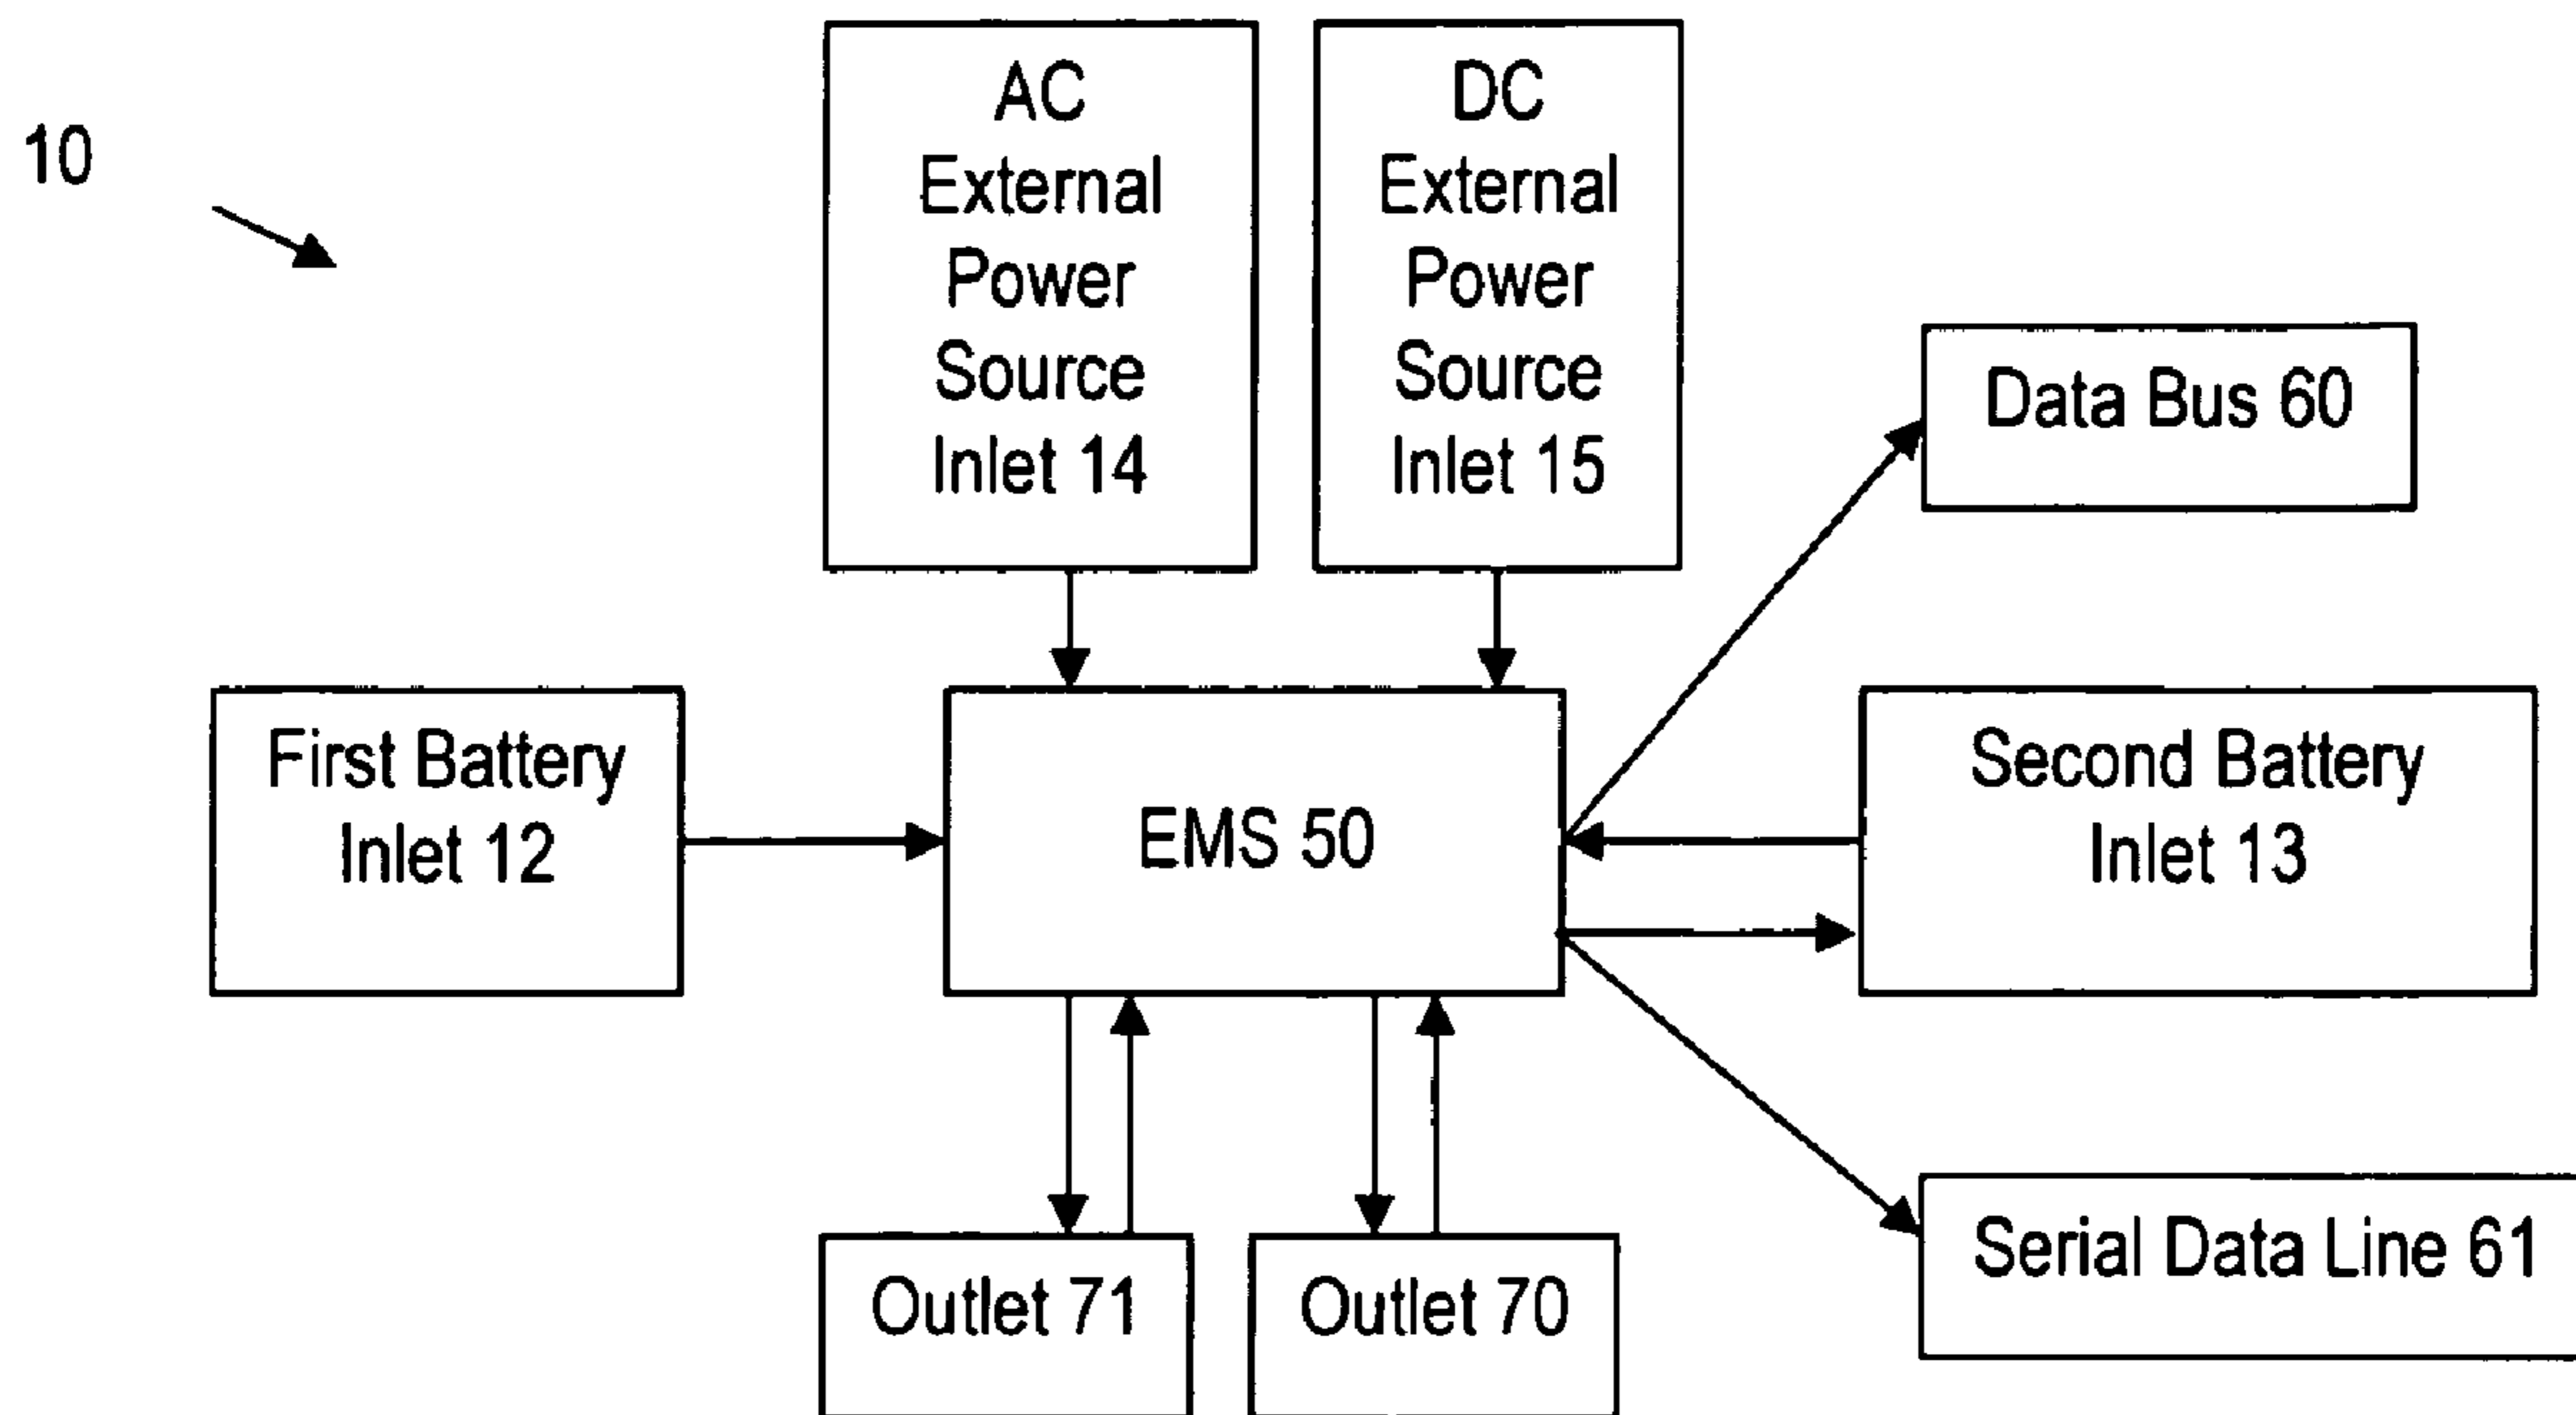 10
AC
External
Power
Source
Inlet 14
DC
External
Power
Source
Inlet 15
Data Bus 60
First Battery
Inlet 12
EMS 50
Second Battery
Inlet 13
Outlet 71
Outlet 70
Serial Data Line 61